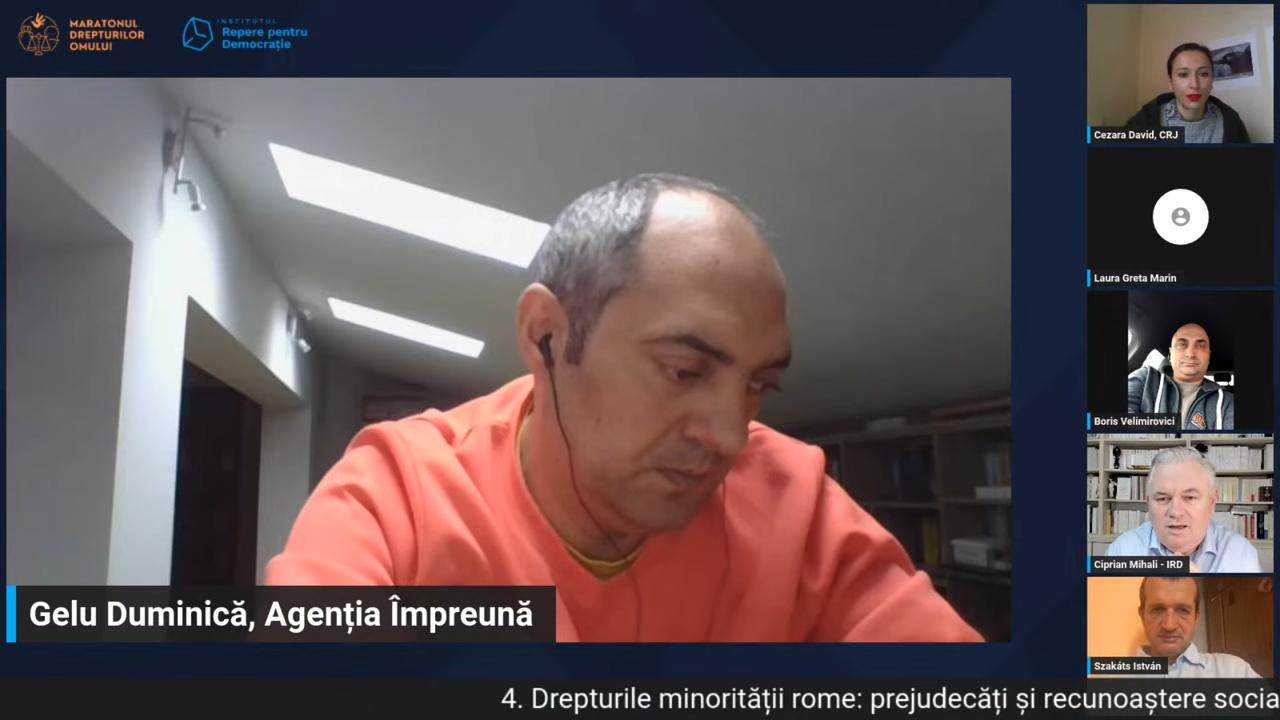 MARATONUL
DREPTURILOR
OMULUI
INSTITUTUL
Repere pentru
Democrație
Cezara David, CRJ
Laura Greta Marin
Boris Velimirovici
Ciprian Mihali - IRD
Szakáts István
Gelu Duminică, Agenția Împreună
4. Drepturile minorității rome: prejudecăți și recunoaștere socia